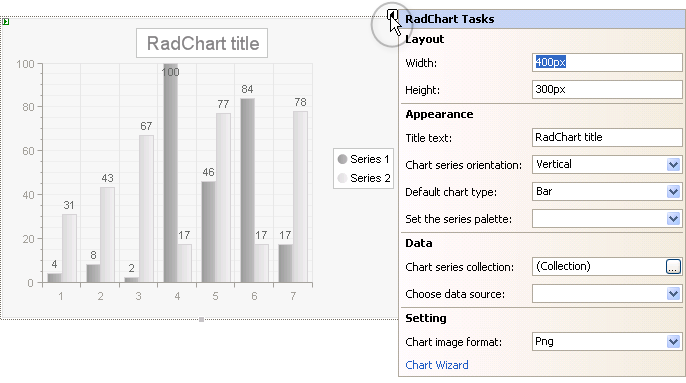 RadChart title
100
80
60
40
20
0
4
31
8
43
2
67
100
17
46
77
84
17
17
78
1
2
3
4
5
6
7
Series 1
Series 2
RadChart Tasks
Layout
Width: 400px
Height: 300px
Appearance
Title text: RadChart title
Chart series orientation: Vertical
Default chart type: Bar
Set the series palette:
Data
Chart series collection: (Collection) ...
Choose data source:
Setting
Chart image format: Png
Chart Wizard